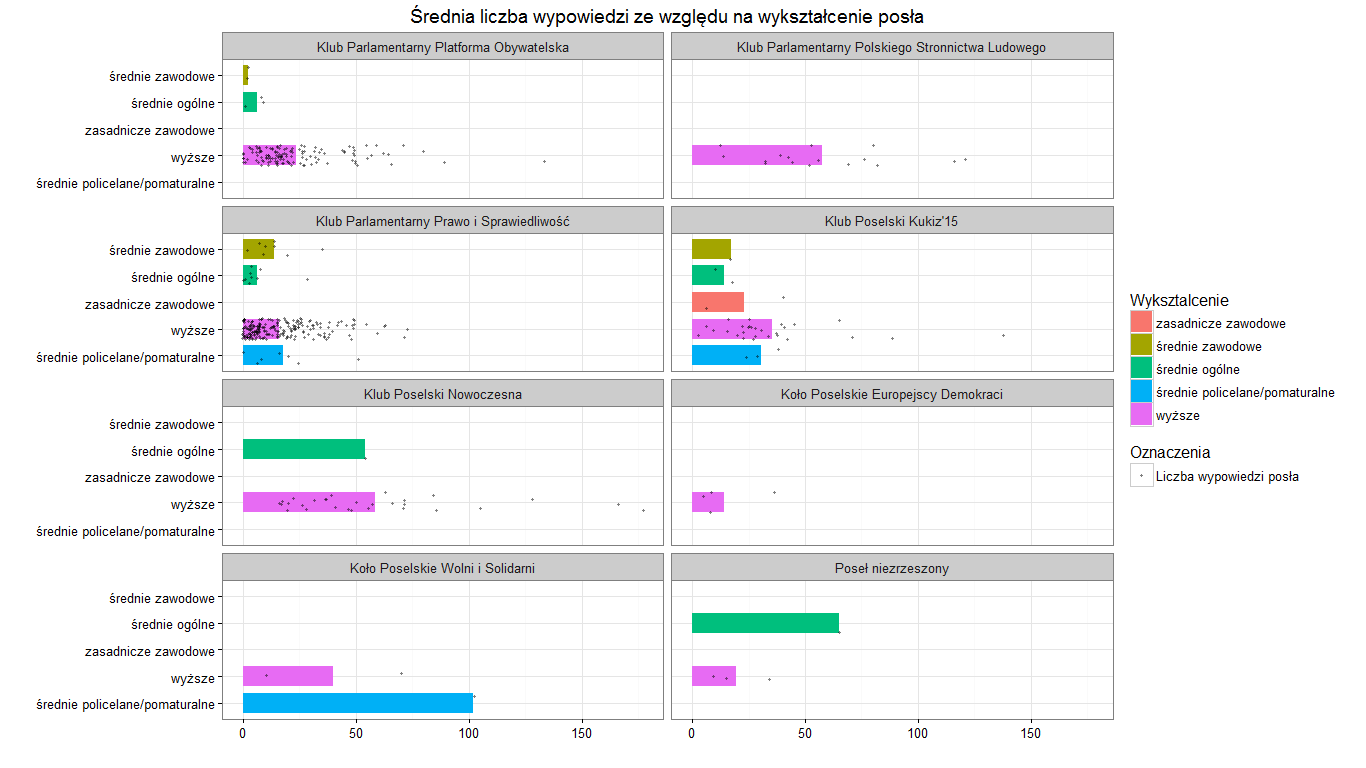 Średnia liczba wypowiedzi ze względu na wykształcenie posła
Klub Parlamentarny Platforma Obywatelska
Klub Parlamentarny Polskiego Stronnictwa Ludowego
średnie zawodowe
średnie ogólne
zasadnicze zawodowe
wyższe
średnie policelane/pomaturalne
Klub Parlamentarny Prawo i Sprawiedliwość
Klub Poselski Kukiz'15
średnie zawodowe
średnie ogólne
zasadnicze zawodowe
wyższe
średnie policelane/pomaturalne
Klub Poselski Nowoczesna
Koło Poselskie Europejscy Demokraci
średnie zawodowe
średnie ogólne
zasadnicze zawodowe
wyższe
średnie policelane/pomaturalne
Koło Poselskie Wolni i Solidarni
Poseł niezrzeszony
średnie zawodowe
średnie ogólne
zasadnicze zawodowe
wyższe
średnie policelane/pomaturalne
0 50 100 150
0 50 100 150
Wyksztalcenie
zasadnicze zawodowe
średnie zawodowe
średnie ogólne
średnie policelane/pomaturalne
wyższe
Oznaczenia
Liczba wypowiedzi posła